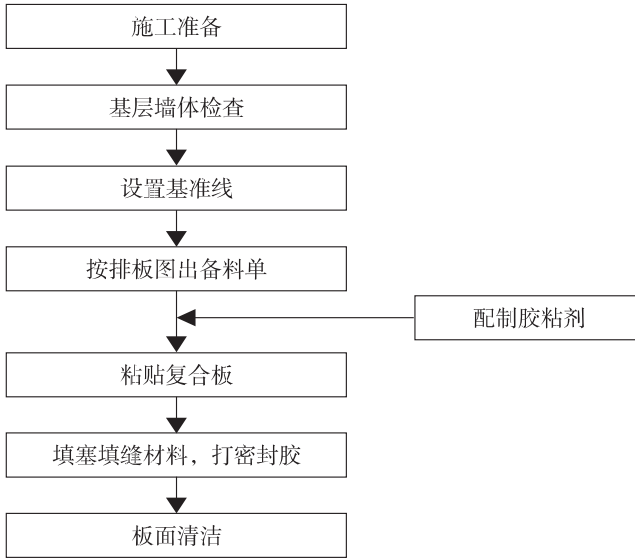 施工准备
基层墙体检查
设置基准线
按排板图出备料单
配制胶粘剂
粘贴复合板
填塞填缝材料，打密封胶
板面清洁